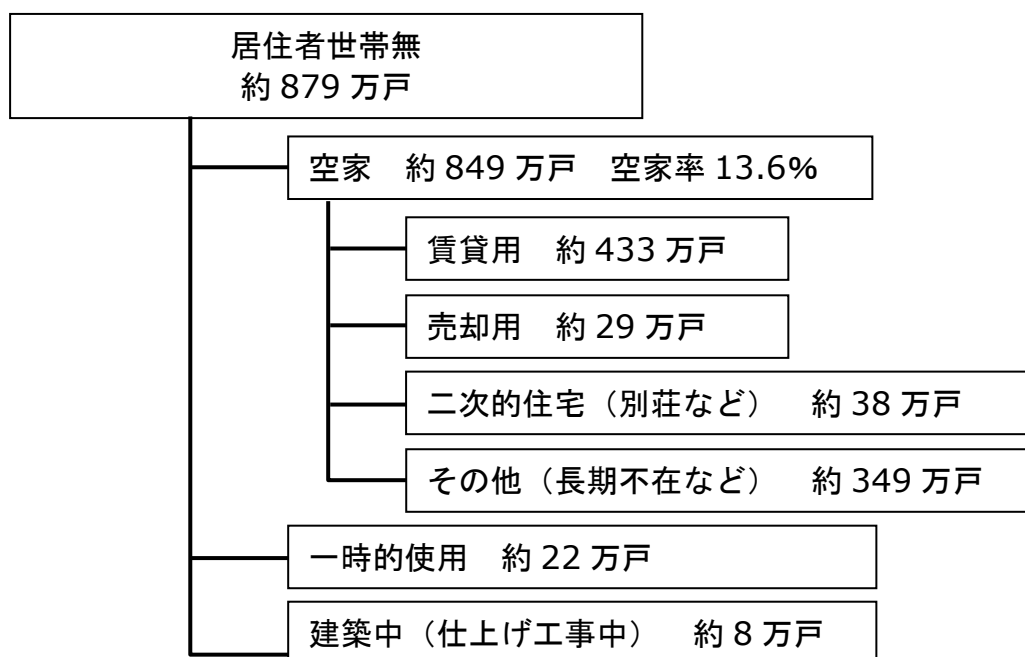 居住者世帯無
約 879 万戸
空家　約 849 万戸　空家率 13.6%
賃貸用　約 433 万戸
売却用　約 29 万戸
二次的住宅（別荘など）　約 38 万戸
その他（長期不在など）　約 349 万戸
一時的使用　約 22 万戸
建築中（仕上げ工事中）　約 8 万戸